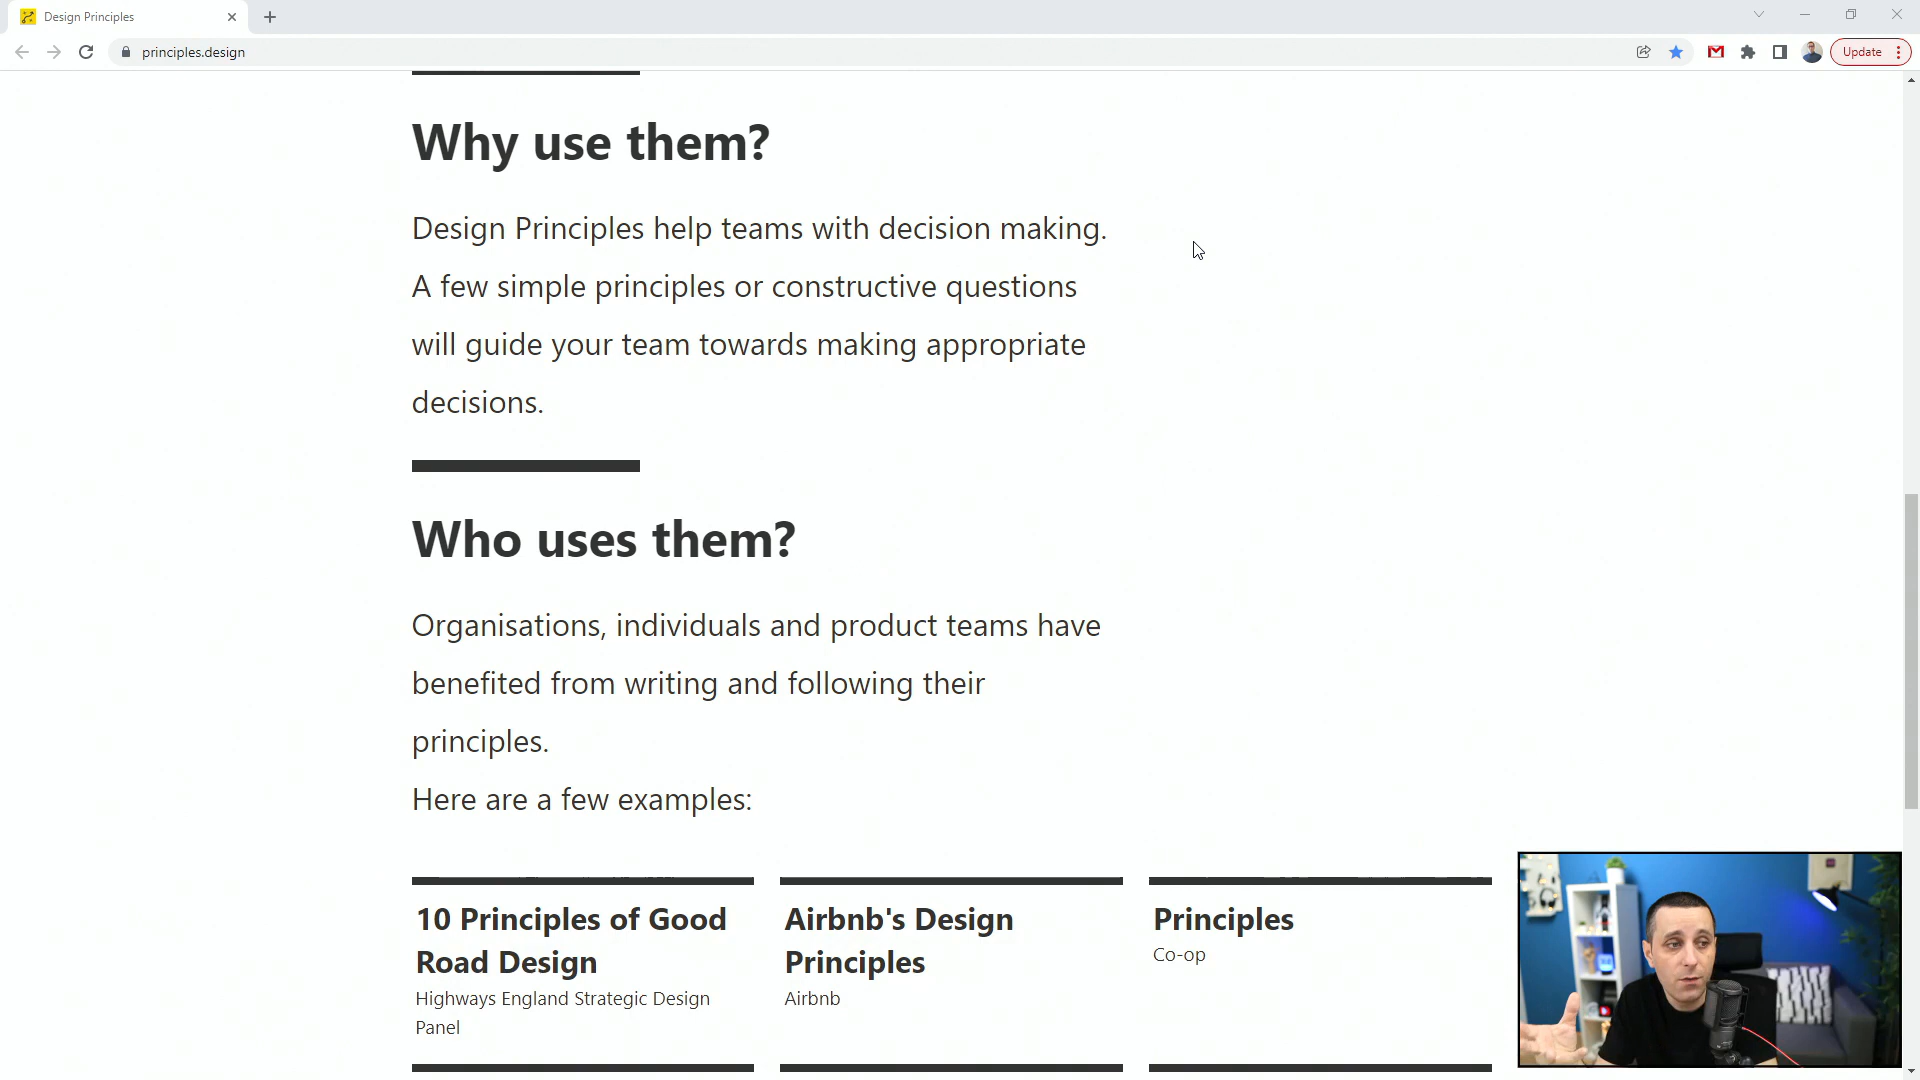 Design Principles
principles.design
Update
Why use them?
Design Principles help teams with decision making.
A few simple principles or constructive questions
will guide your team towards making appropriate
decisions.
Who uses them?
Organisations, individuals and product teams have
benefited from writing and following their
principles.
Here are a few examples:
10 Principles of Good
Road Design
Highways England Strategic Design
Panel
Airbnb's Design
Principles
Airbnb
Principles
Co-op